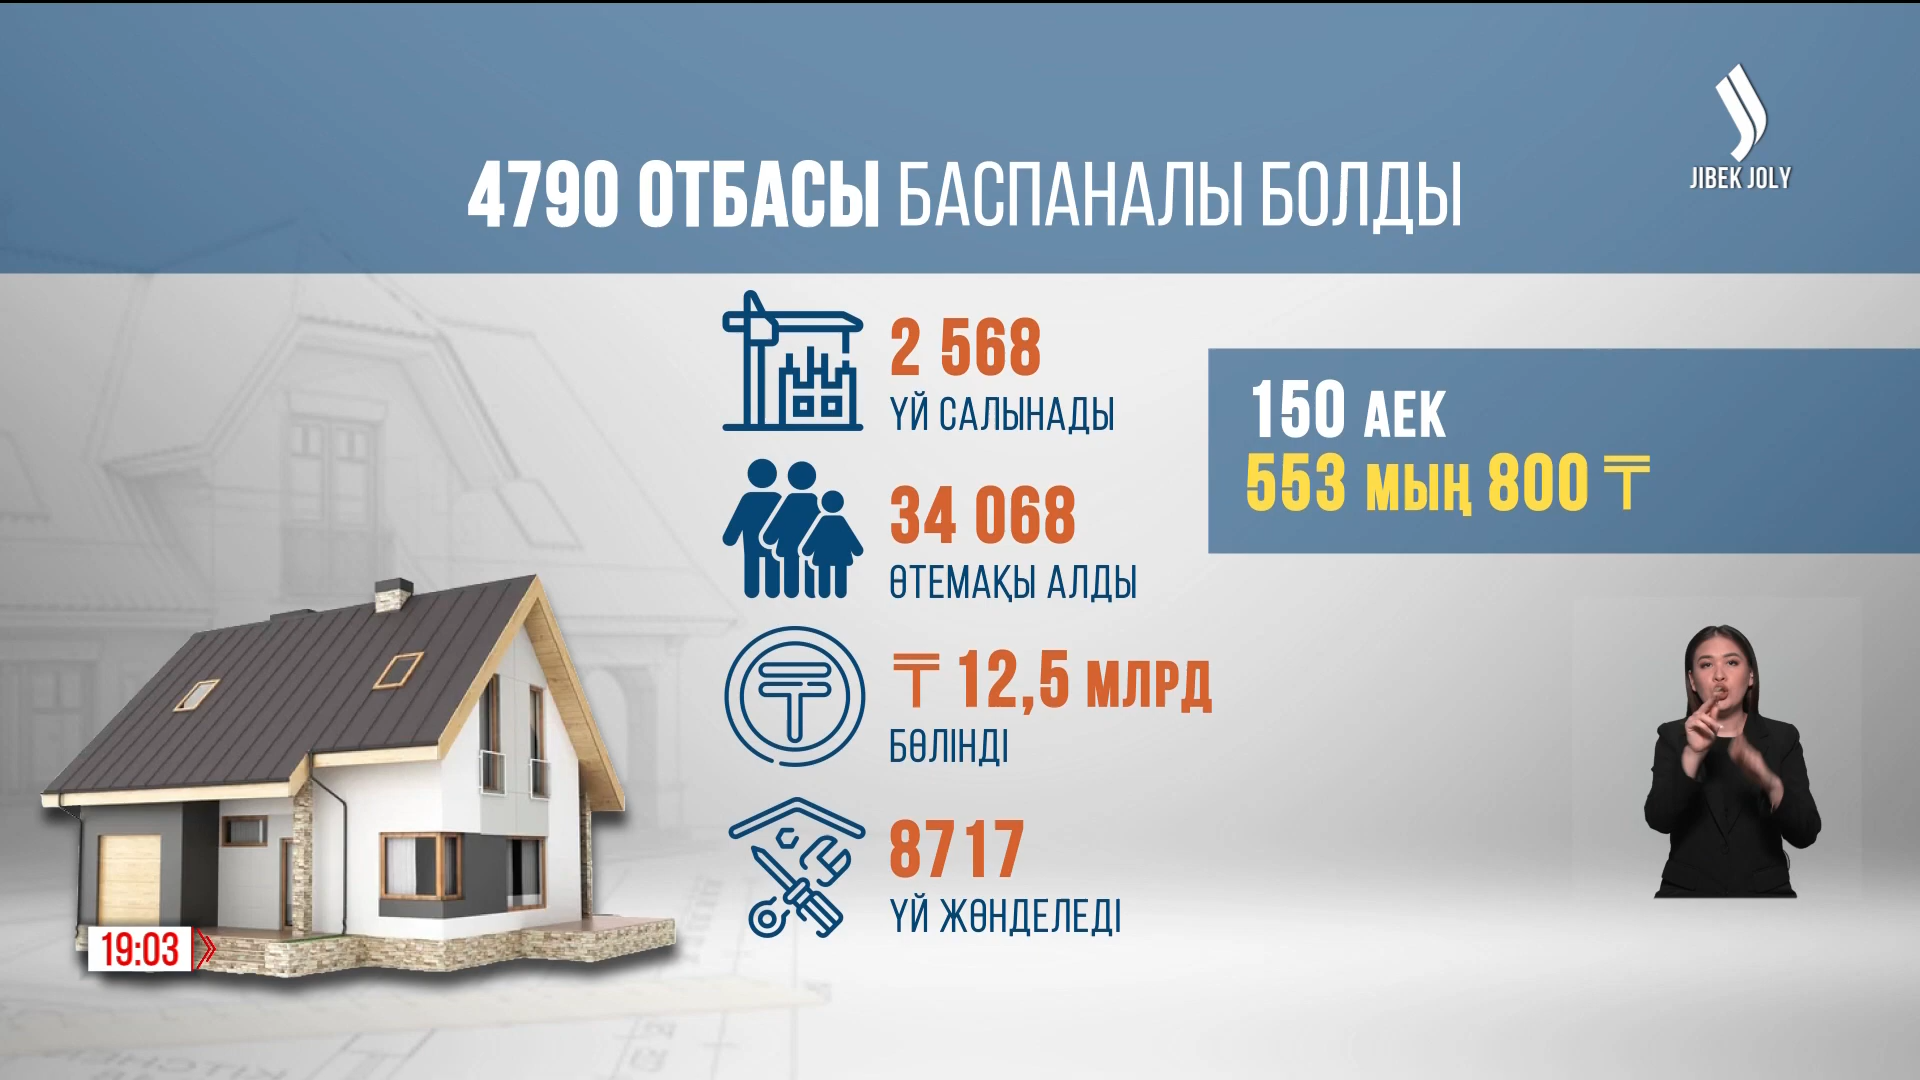 JIBEK JOLY
4790 ОТБАСЫ БАСПАНАЛЫ БОЛДЫ
2 568
ҮЙ САЛЫНАДЫ
34 068
ӨТЕМАҚЫ АЛДЫ
₸ 12,5 МЛРД
БӨЛІНДІ
8717
ҮЙ ЖӨНДЕЛЕДІ
150 АЕК
553 МЫҢ 800 ₸
19:03
KITCHEN